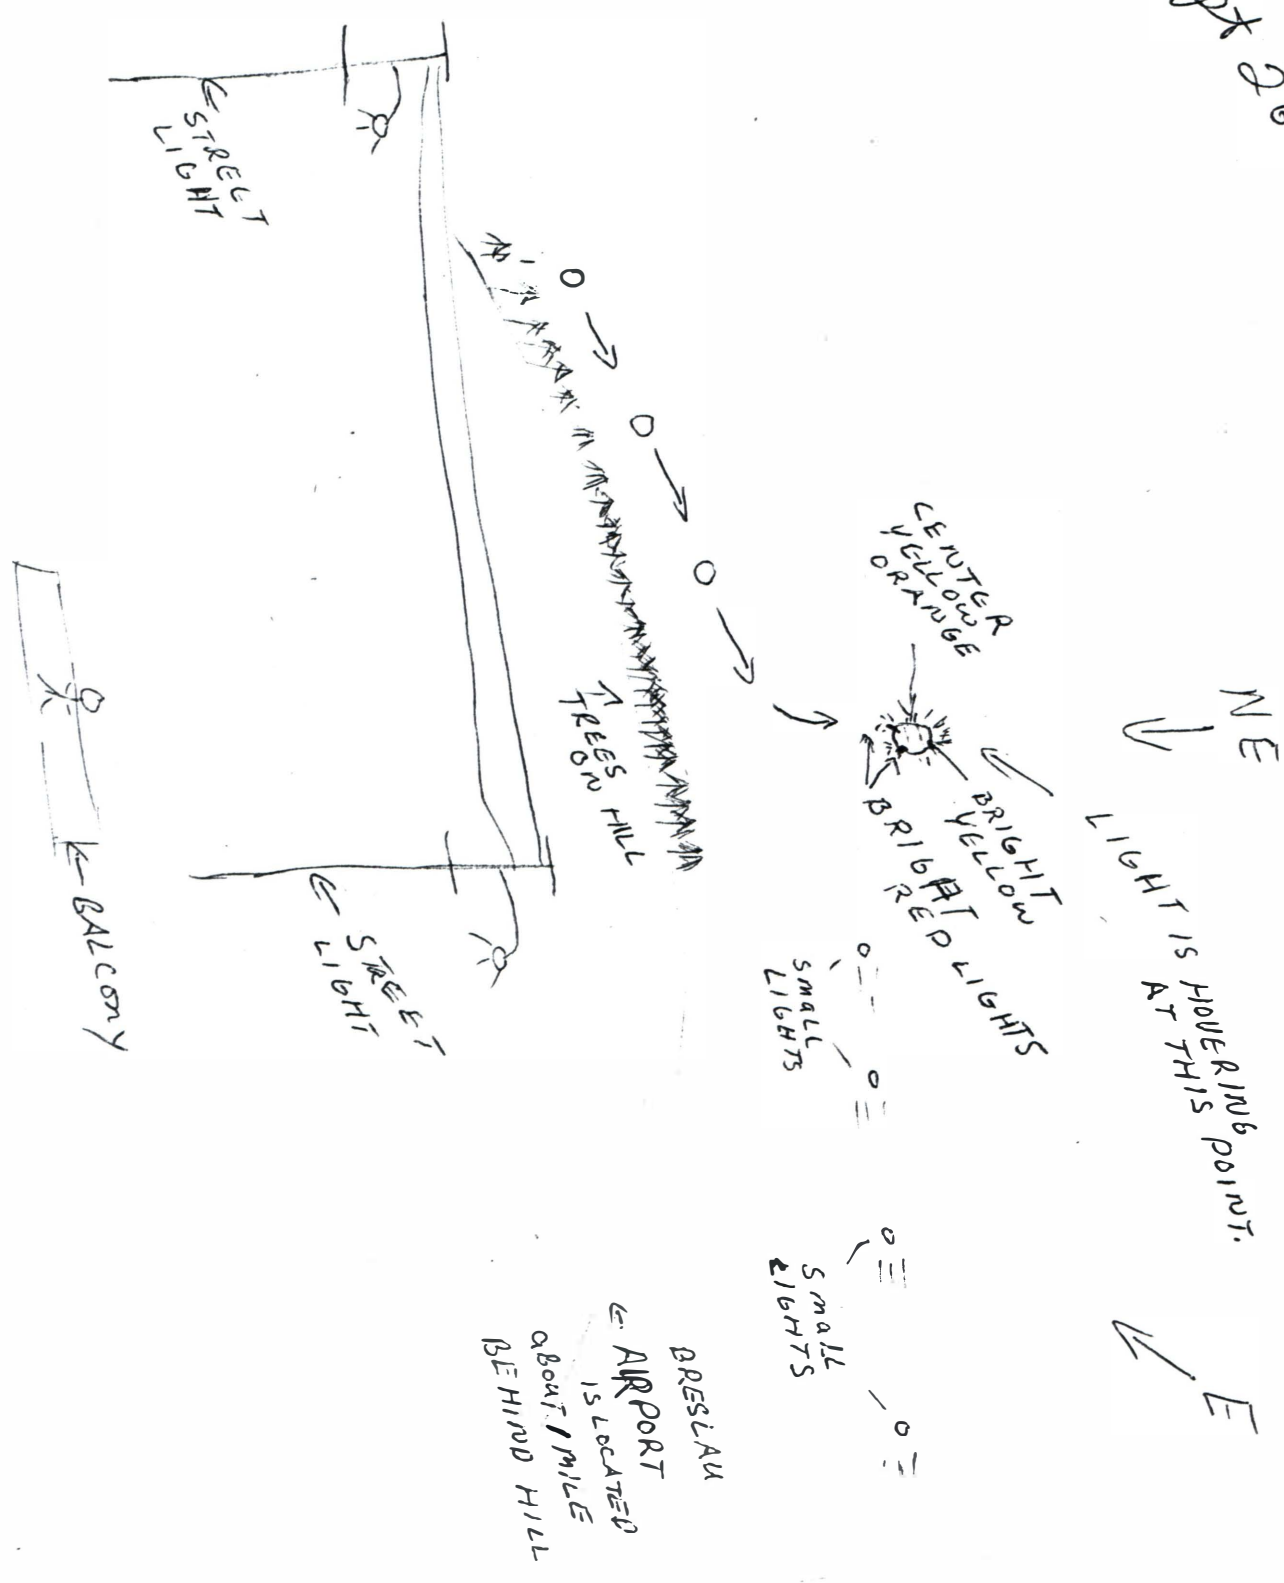 NE
E
LIGHT IS HOVERING
AT THIS POINT.
CENTER
YELLOW
ORANGE
BRIGHT
YELLOW
BRIGHT
RED LIGHTS
SMALL
LIGHTS
SMALL
LIGHTS
TREES
ON HILL
BRESLAU
AIRPORT
IS LOCATED
about 1 MILE
BEHIND HILL
STREET
LIGHT
STREET
LIGHT
BALCONY